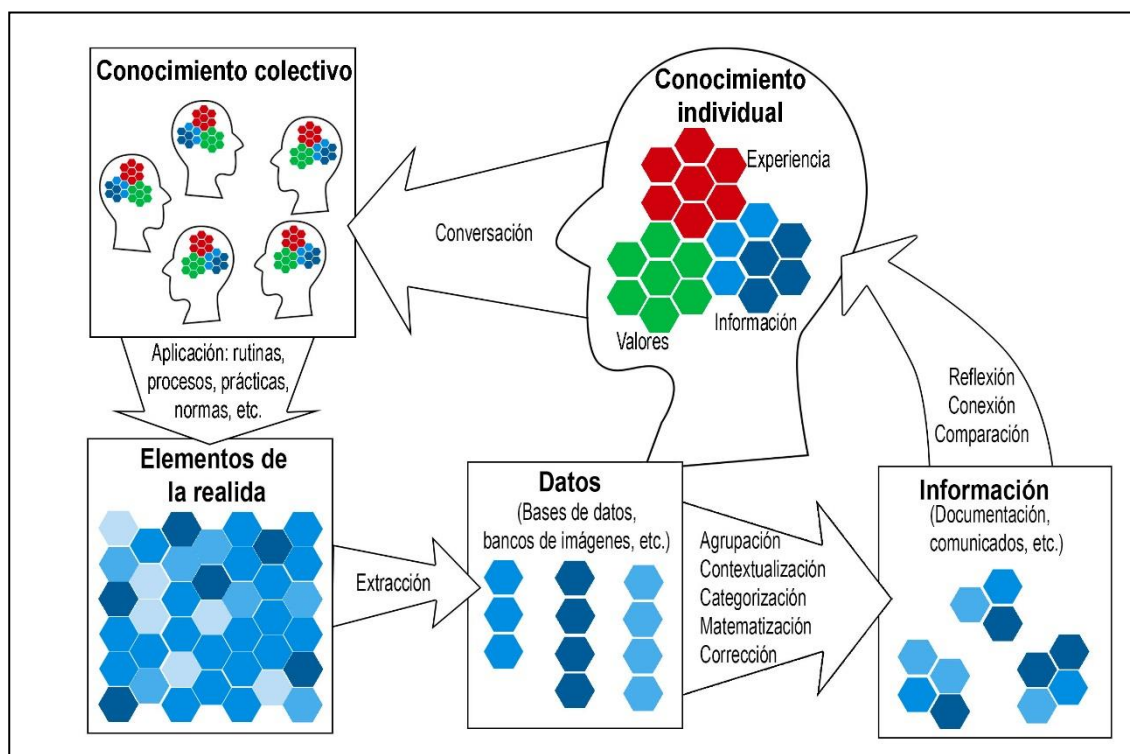 Conocimiento colectivo
Conocimiento
individual
Experiencia
Valores
Información
Conversación
Aplicación: rutinas,
procesos, prácticas,
normas, etc.
Elementos de
la realida
Extracción
Datos
(Bases de datos,
bancos de imágenes, etc.)
Agrupación
Contextualización
Categorización
Matematización
Corrección
Información
(Documentación,
comunicados, etc.)
Reflexión
Conexión
Comparación